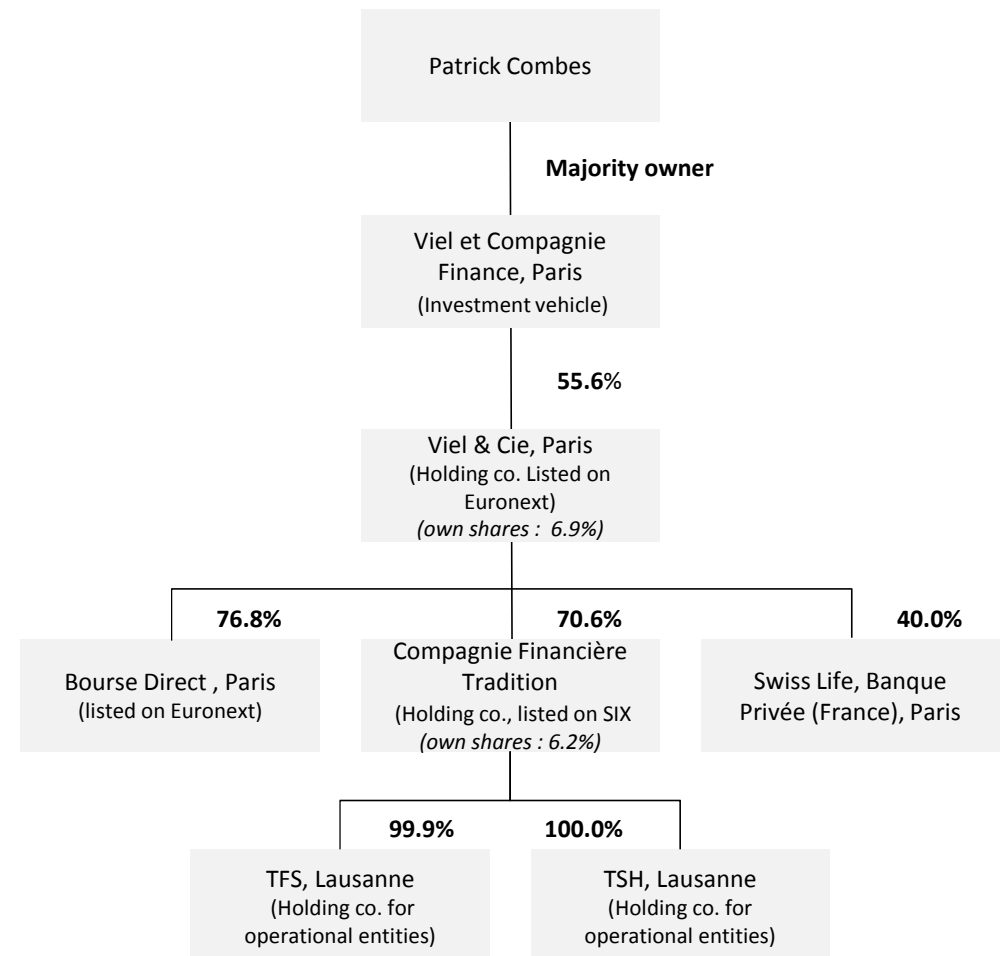 Patrick Combes
Majority owner
Viel et Compagnie
Finance, Paris
(Investment vehicle)
55.6%
Viel & Cie, Paris
(Holding co. Listed on
Euronext)
(own shares : 6.9%)
76.8%
70.6%
40.0%
Bourse Direct , Paris
(listed on Euronext)
Compagnie Financière
Tradition
(Holding co., listed on SIX
(own shares : 6.2%)
Swiss Life, Banque
Privée (France), Paris
99.9%
100.0%
TFS, Lausanne
(Holding co. for
operational entities)
TSH, Lausanne
(Holding co. for
operational entities)